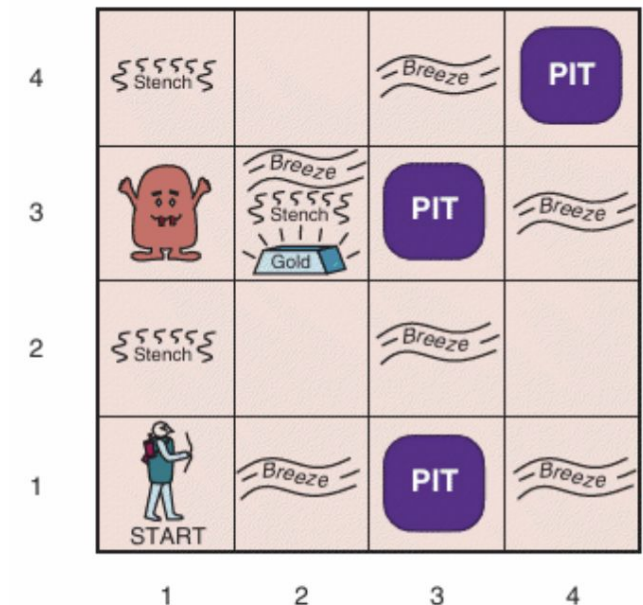 4 Stench Breeze PIT
3 Breeze PIT Breeze
Stench
Gold
2 Stench Breeze
1 Breeze PIT Breeze
START
1 2 3 4